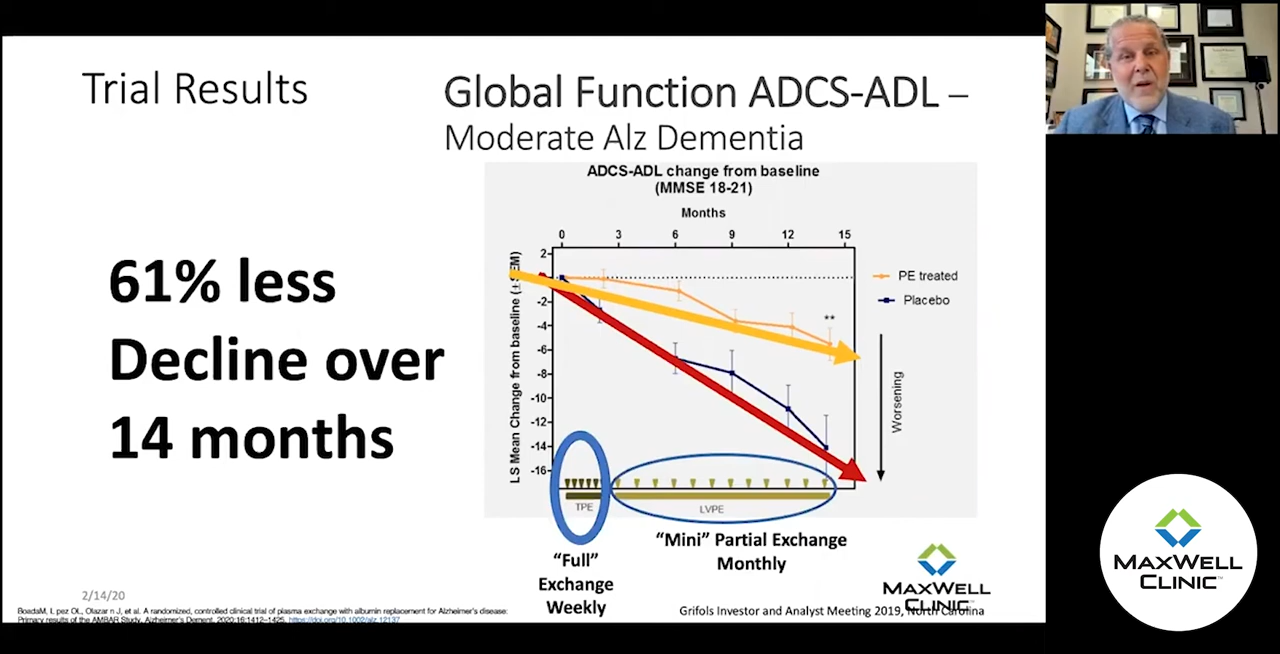 Trial Results
Global Function ADCS-ADL –
Moderate Alz Dementia
61% less
Decline over
14 months
ADCS-ADL change from baseline
(MMSE 18-21)
Months
0 3 6 9 12 15
LS Mean Change from baseline (± SEM)
2
-2
-4
-6
-8
-10
-12
-14
-16
PE treated
Placebo
**
Worsening
TPE
LVPE
"Full"
Exchange
Weekly
"Mini" Partial Exchange
Monthly
MAXWELL
CLINIC
2/14/20
BoadaM, L pez OL, Olazar n J, et al. A randomized, controlled clinical trial of plasma exchange with albumin replacement for Alzheimer's disease:
Primary results of the AMBAR Study. Alzheimer's Dement. 2020;16:1412–1425. https://doi.org/10.1002/alz.12137
Grifols Investor and Analyst Meeting 2019, North Carolina
MAXWELL
CLINIC™